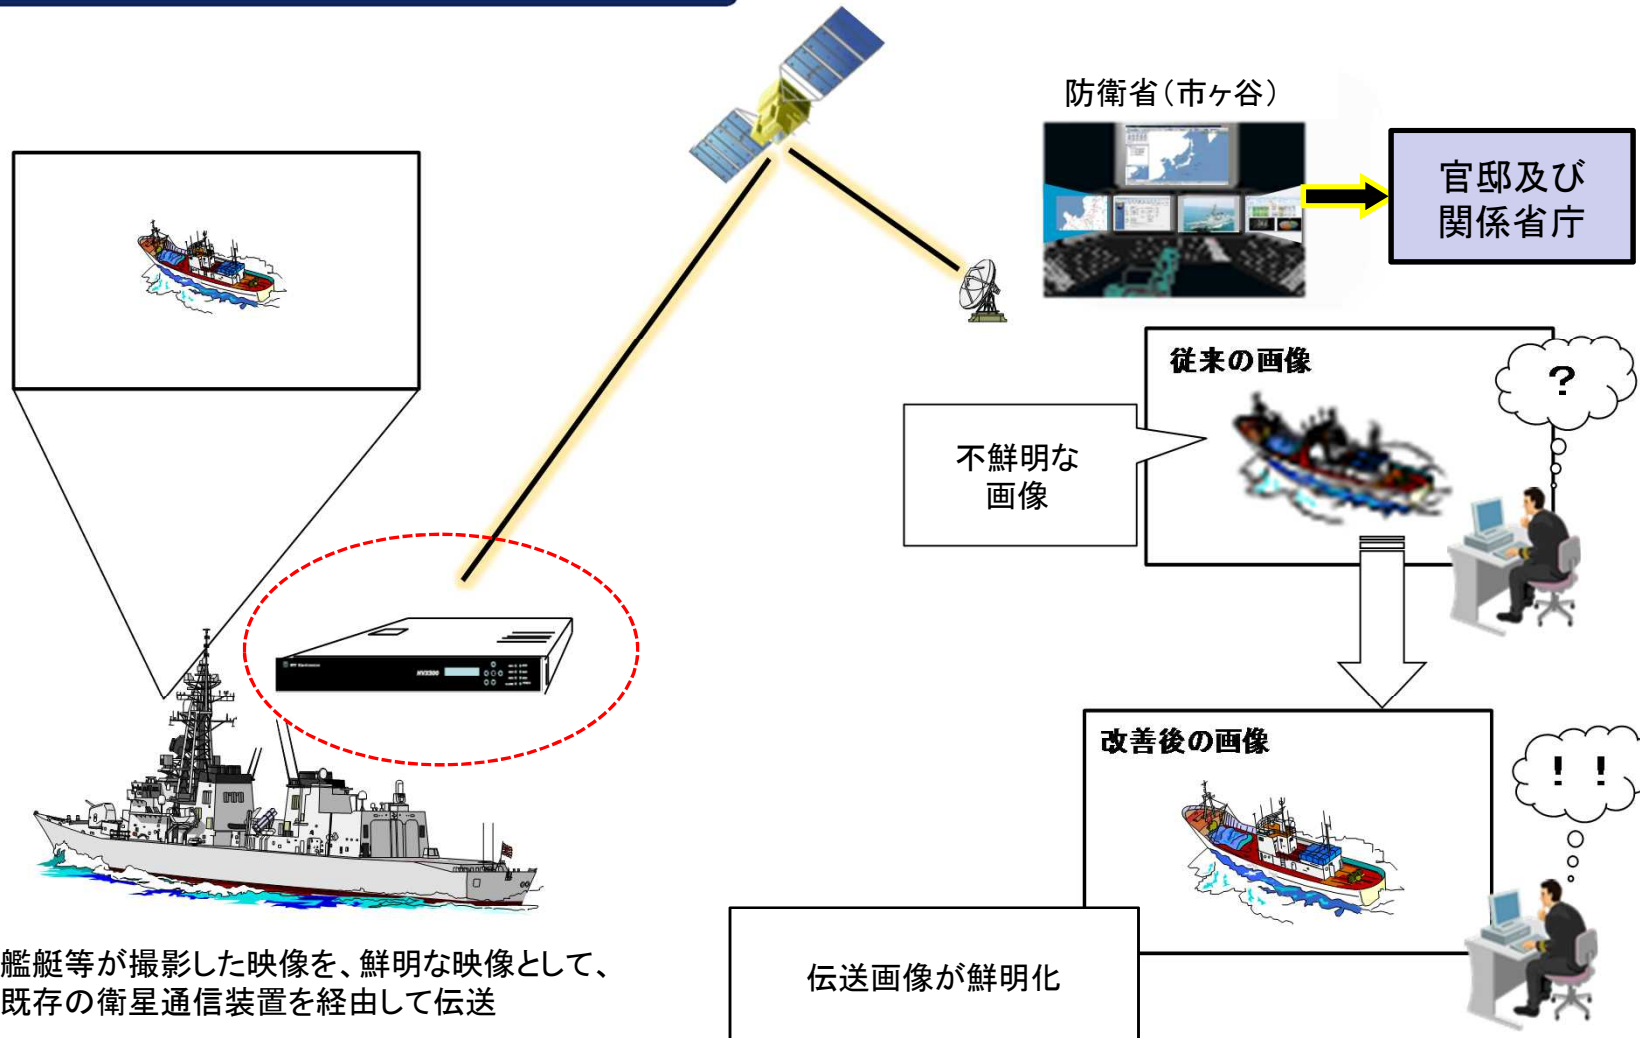 防衛省（市ヶ谷）
官邸及び
関係省庁
従来の画像
？
不鮮明な
画像
HVX500
改善後の画像
！！
伝送画像が鮮明化
艦艇等が撮影した映像を、鮮明な映像として、
既存の衛星通信装置を経由して伝送